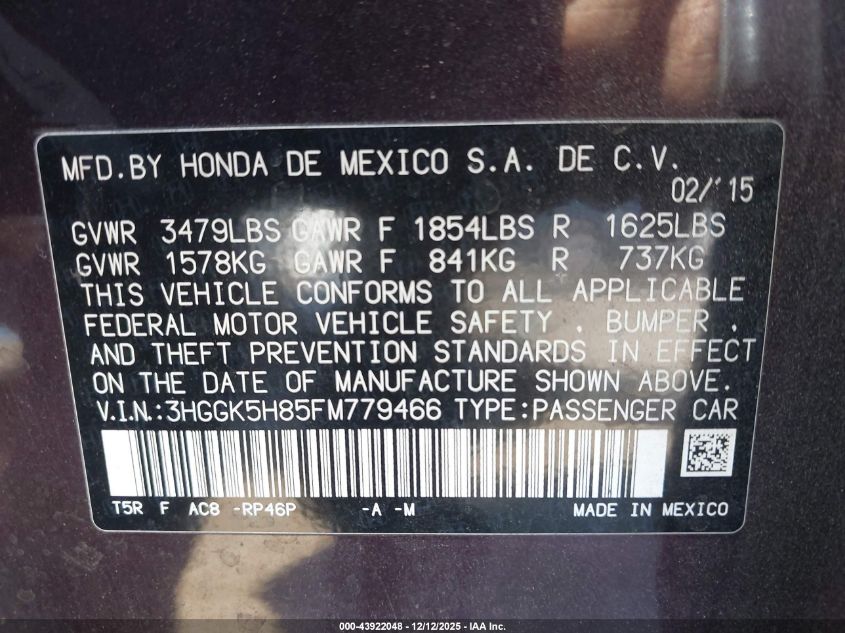 MFD.BY HONDA DE MEXICO S.A. DE C.V.
02/'15
GVWR 3479LBS GAWR F 1854LBS R 1625LBS
GVWR 1578KG GAWR F 841KG R 737KG
THIS VEHICLE CONFORMS TO ALL APPLICABLE
FEDERAL MOTOR VEHICLE SAFETY , BUMPER ,
AND THEFT PREVENTION STANDARDS IN EFFECT
ON THE DATE OF MANUFACTURE SHOWN ABOVE.
V.I.N.:3HGGK5H85FM779466 TYPE:PASSENGER CAR
T5R F AC8 -RP46P -A -M MADE IN MEXICO
000-43922048 - 12/12/2025 - IAA Inc.